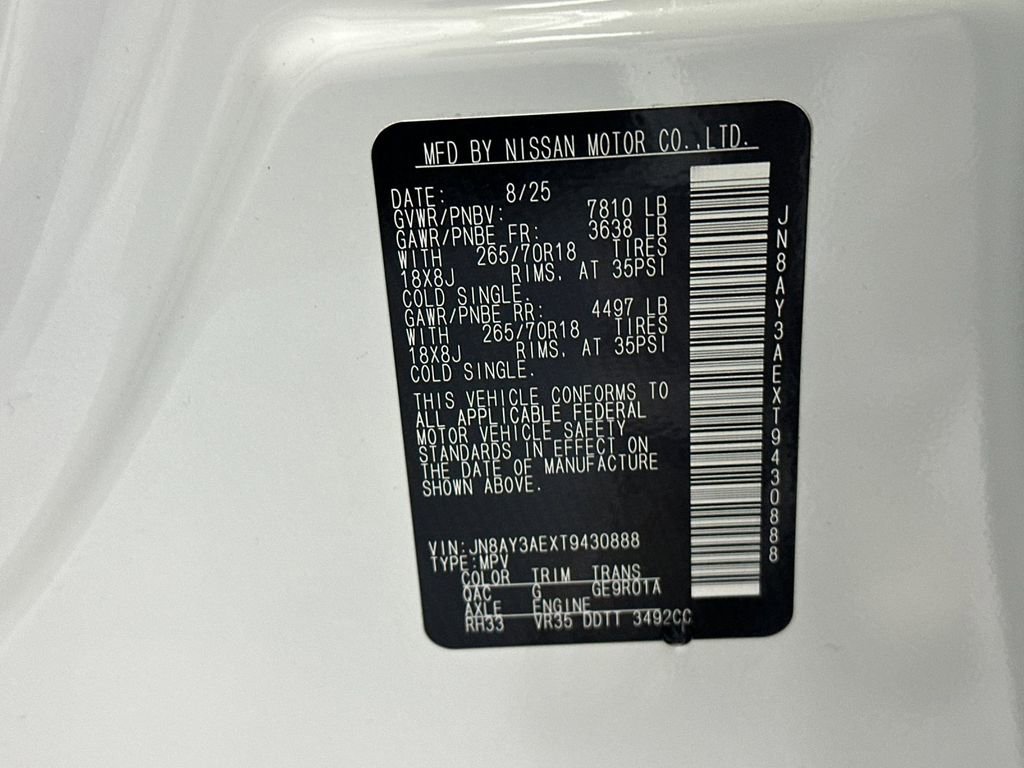 MFD BY NISSAN MOTOR CO.,LTD.
DATE: 8/25
GVWR/PNBV: 7810 LB
GAWR/PNBE FR: 3638 LB
WITH 265/70R18 TIRES
18X8J RIMS, AT 35PSI
COLD SINGLE.
GAWR/PNBE RR: 4497 LB
WITH 265/70R18 TIRES
18X8J RIMS, AT 35PSI
COLD SINGLE.
THIS VEHICLE CONFORMS TO
ALL APPLICABLE FEDERAL
MOTOR VEHICLE SAFETY
STANDARDS IN EFFECT ON
THE DATE OF MANUFACTURE
SHOWN ABOVE.
VIN:JN8AY3AEXT9430888
TYPE:MPV
COLOR TRIM TRANS
QAC G GE9R01A
AXLE ENGINE
RH33 VR35 DDTT 3492CC
JN8AY3AEXT9430888